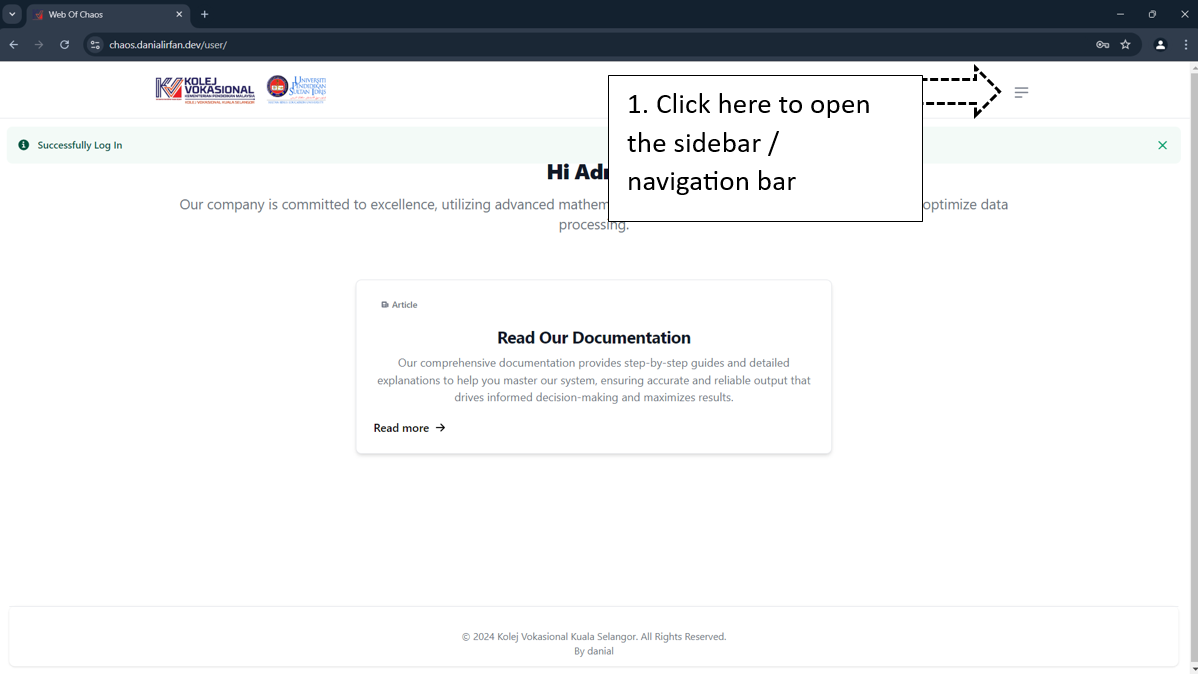 Web Of Chaos
chaos.danialirfan.dev/user/
KOLEJ
VOKASIONAL
KEMENTERIAN PENDIDIKAN MALAYSIA
KOLEJ VOKASIONAL KUALA SELANGOR
UNIVERSITI
PENDIDIKAN
SULTAN IDRIS
1. Click here to open
the sidebar /
navigation bar
Successfully Log In
Hi
Our company is committed to excellence, utilizing advanced optimize data
processing.
Article
Read Our Documentation
Our comprehensive documentation provides step-by-step guides and detailed
explanations to help you master our system, ensuring accurate and reliable output that
drives informed decision-making and maximizes results.
Read more
© 2024 Kolej Vokasional Kuala Selangor. All Rights Reserved.
By danial